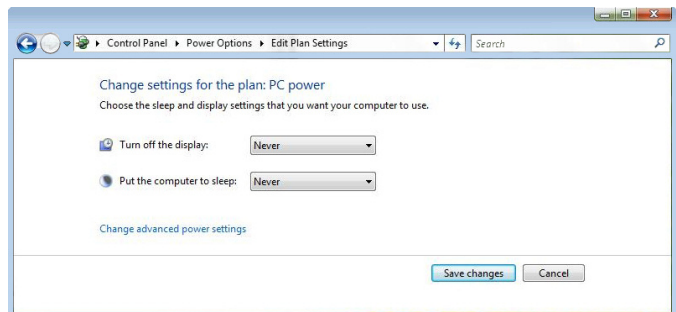 Control Panel Power Options Edit Plan Settings Search
Change settings for the plan: PC power
Choose the sleep and display settings that you want your computer to use.
Turn off the display: Never
Put the computer to sleep: Never
Change advanced power settings
Save changes Cancel